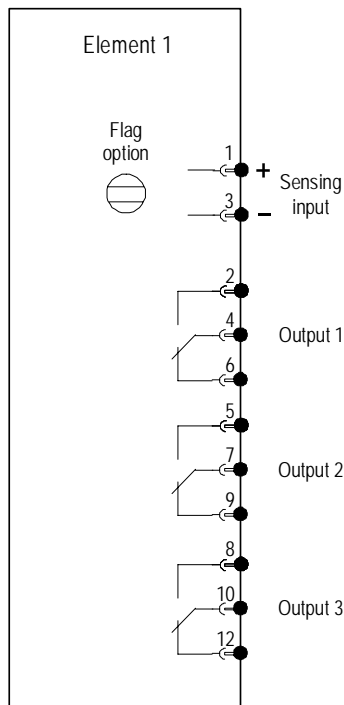 Element 1
Flag
option
1
+
Sensing
input
3
–
2
4
Output 1
6
5
7
Output 2
9
8
10
Output 3
12